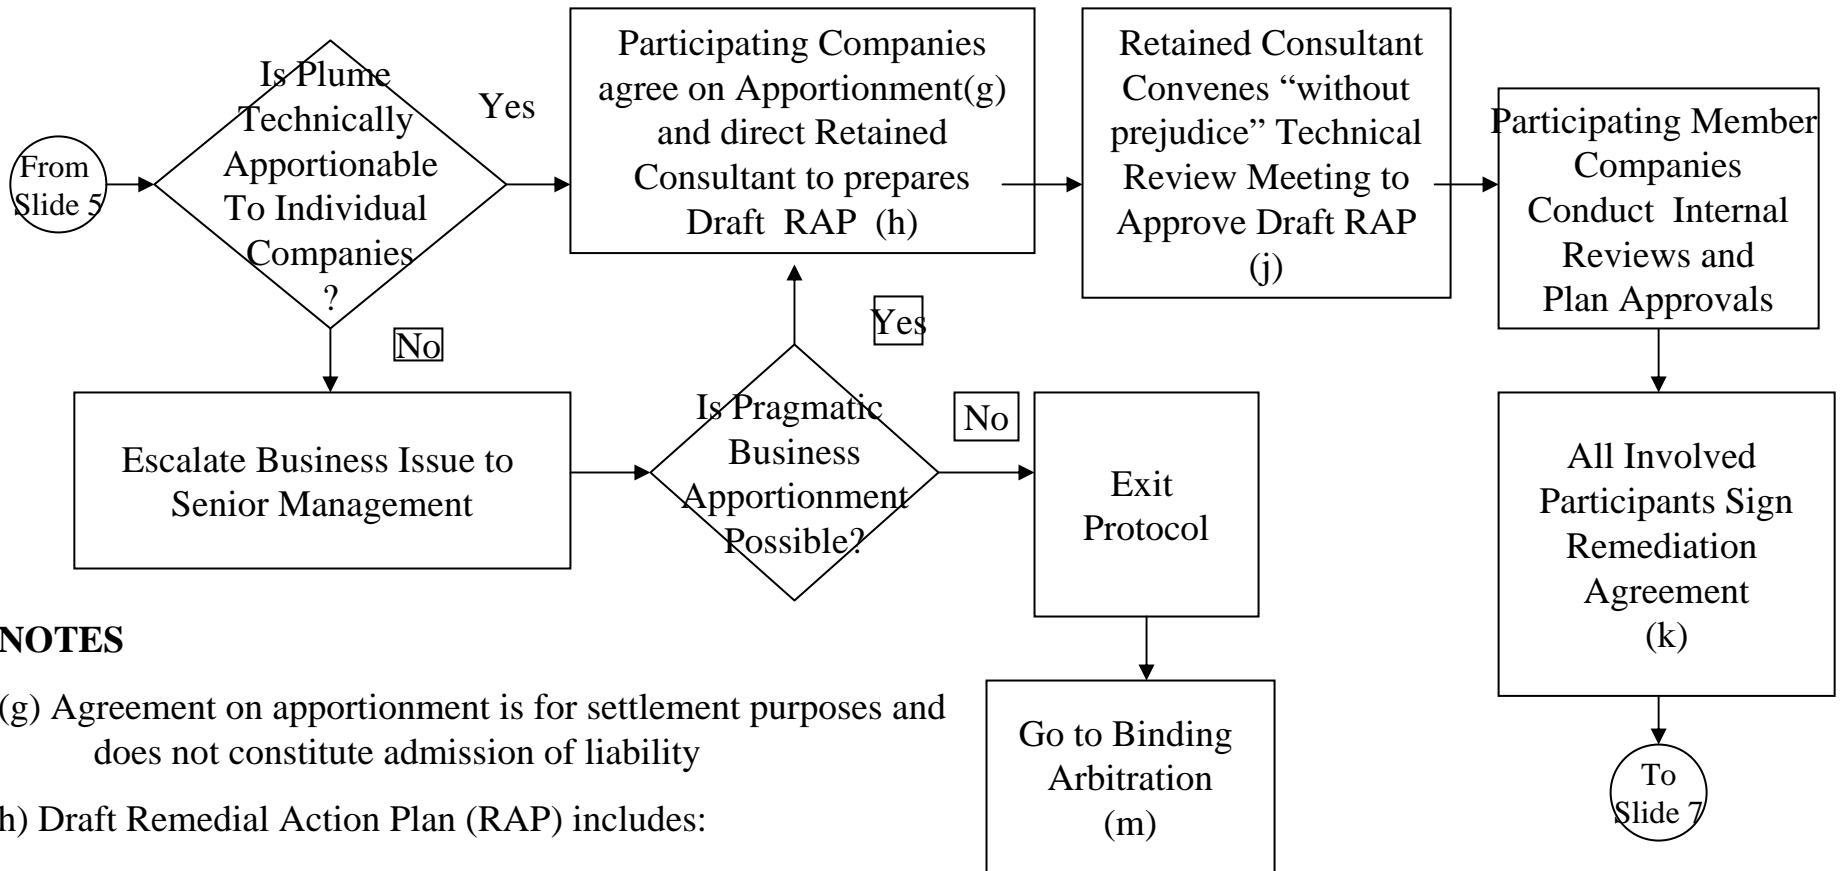 From
Slide 5
Is Plume
Technically
Apportionable
To Individual
Companies
?
Yes
No
Participating Companies
agree on Apportionment(g)
and direct Retained
Consultant to prepares
Draft RAP (h)
Retained Consultant
Convenes “without
prejudice” Technical
Review Meeting to
Approve Draft RAP
(j)
Participating Member
Companies
Conduct Internal
Reviews and
Plan Approvals
Escalate Business Issue to
Senior Management
Is Pragmatic
Business
Apportionment
Possible?
Yes
No
Exit
Protocol
Go to Binding
Arbitration
(m)
All Involved
Participants Sign
Remediation
Agreement
(k)
To
Slide 7
NOTES
(g) Agreement on apportionment is for settlement purposes and
does not constitute admission of liability
h) Draft Remedial Action Plan (RAP) includes: